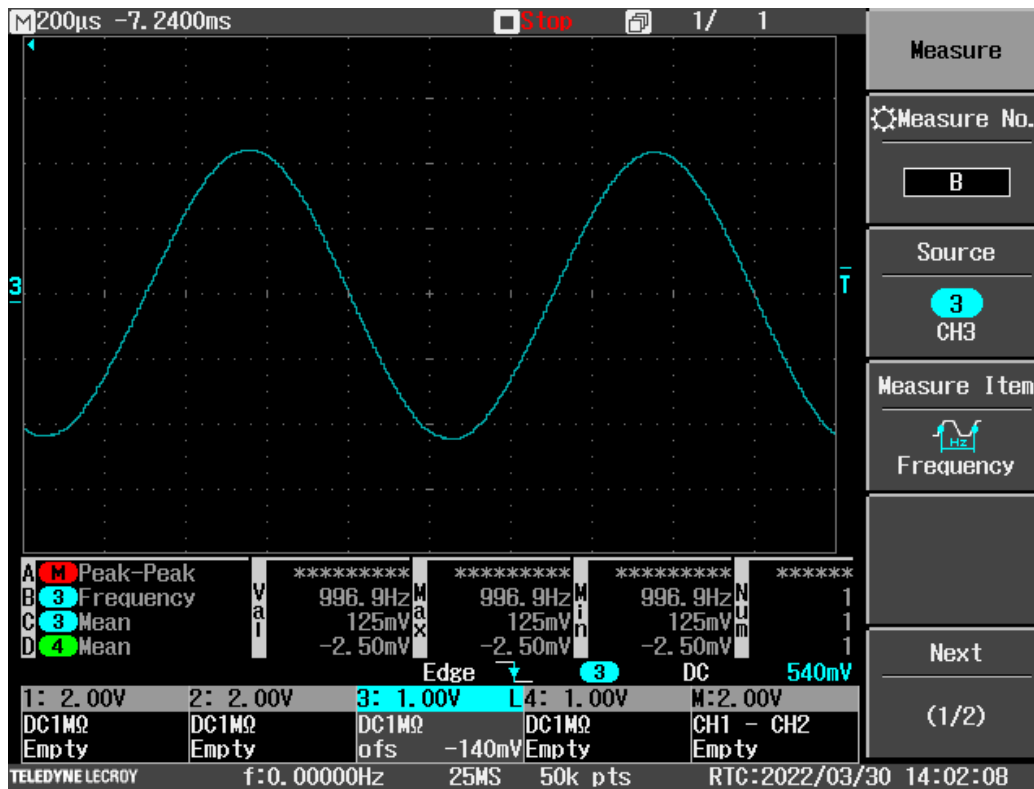 M 200µs -7.2400ms Stop 1/ 1
Measure
Measure No.
B
Source
3
CH3
Measure Item
Hz
Frequency
Next
(1/2)
3
T
A M Peak-Peak Val ********* Max ********* Min ********* Num ******
B 3 Frequency 996.9Hz 996.9Hz 996.9Hz 1
C 3 Mean 125mV 125mV 125mV 1
D 4 Mean -2.50mV -2.50mV -2.50mV 1
Edge 3 DC 540mV
1: 2.00V 2: 2.00V 3: 1.00V L 4: 1.00V M:2.00V
DC1MΩ DC1MΩ DC1MΩ DC1MΩ CH1 - CH2
Empty Empty ofs -140mV Empty Empty
TELEDYNE LECROY f:0.00000Hz 25MS 50k pts RTC:2022/03/30 14:02:08